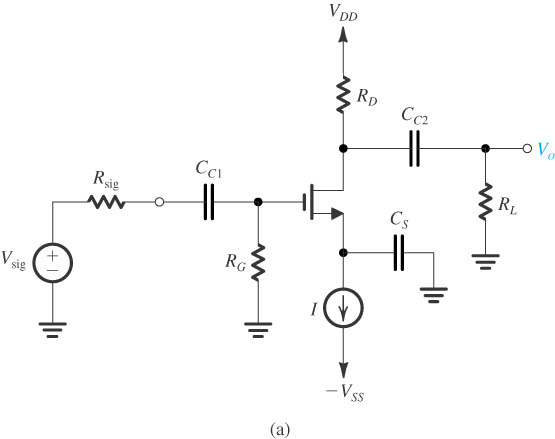 V_DD
R_D
C_C2
V_o
R_sig
C_C1
R_L
C_S
V_sig
+
−
R_G
I
−V_SS
(a)